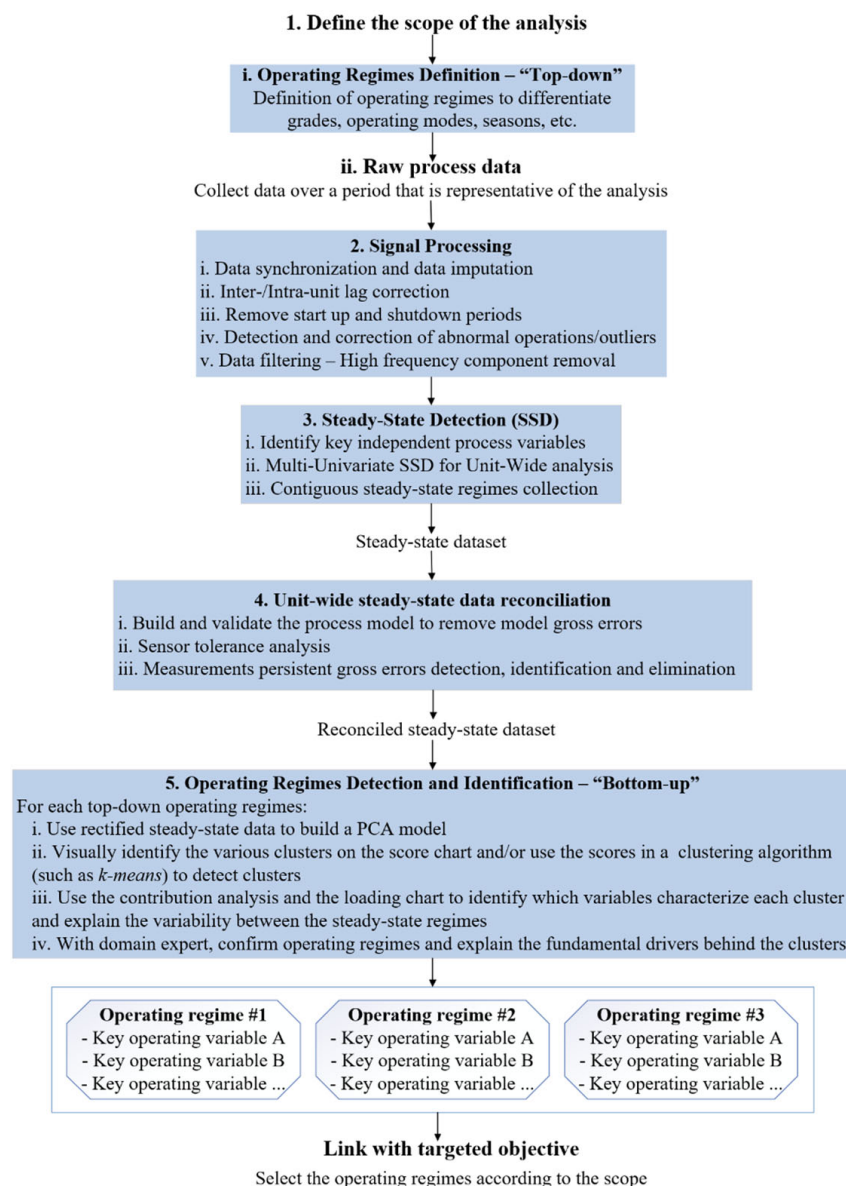 1. Define the scope of the analysis
i. Operating Regimes Definition – “Top-down”
Definition of operating regimes to differentiate
grades, operating modes, seasons, etc.
ii. Raw process data
Collect data over a period that is representative of the analysis
2. Signal Processing
i. Data synchronization and data imputation
ii. Inter-/Intra-unit lag correction
iii. Remove start up and shutdown periods
iv. Detection and correction of abnormal operations/outliers
v. Data filtering – High frequency component removal
3. Steady-State Detection (SSD)
i. Identify key independent process variables
ii. Multi-Univariate SSD for Unit-Wide analysis
iii. Contiguous steady-state regimes collection
Steady-state dataset
4. Unit-wide steady-state data reconciliation
i. Build and validate the process model to remove model gross errors
ii. Sensor tolerance analysis
iii. Measurements persistent gross errors detection, identification and elimination
Reconciled steady-state dataset
5. Operating Regimes Detection and Identification – “Bottom-up”
For each top-down operating regimes:
i. Use rectified steady-state data to build a PCA model
ii. Visually identify the various clusters on the score chart and/or use the scores in a clustering algorithm
(such as k-means) to detect clusters
iii. Use the contribution analysis and the loading chart to identify which variables characterize each cluster
and explain the variability between the steady-state regimes
iv. With domain expert, confirm operating regimes and explain the fundamental drivers behind the clusters
Operating regime #1
- Key operating variable A
- Key operating variable B
- Key operating variable ...
Operating regime #2
- Key operating variable A
- Key operating variable B
- Key operating variable ...
Operating regime #3
- Key operating variable A
- Key operating variable B
- Key operating variable ...
Link with targeted objective
Select the operating regimes according to the scope